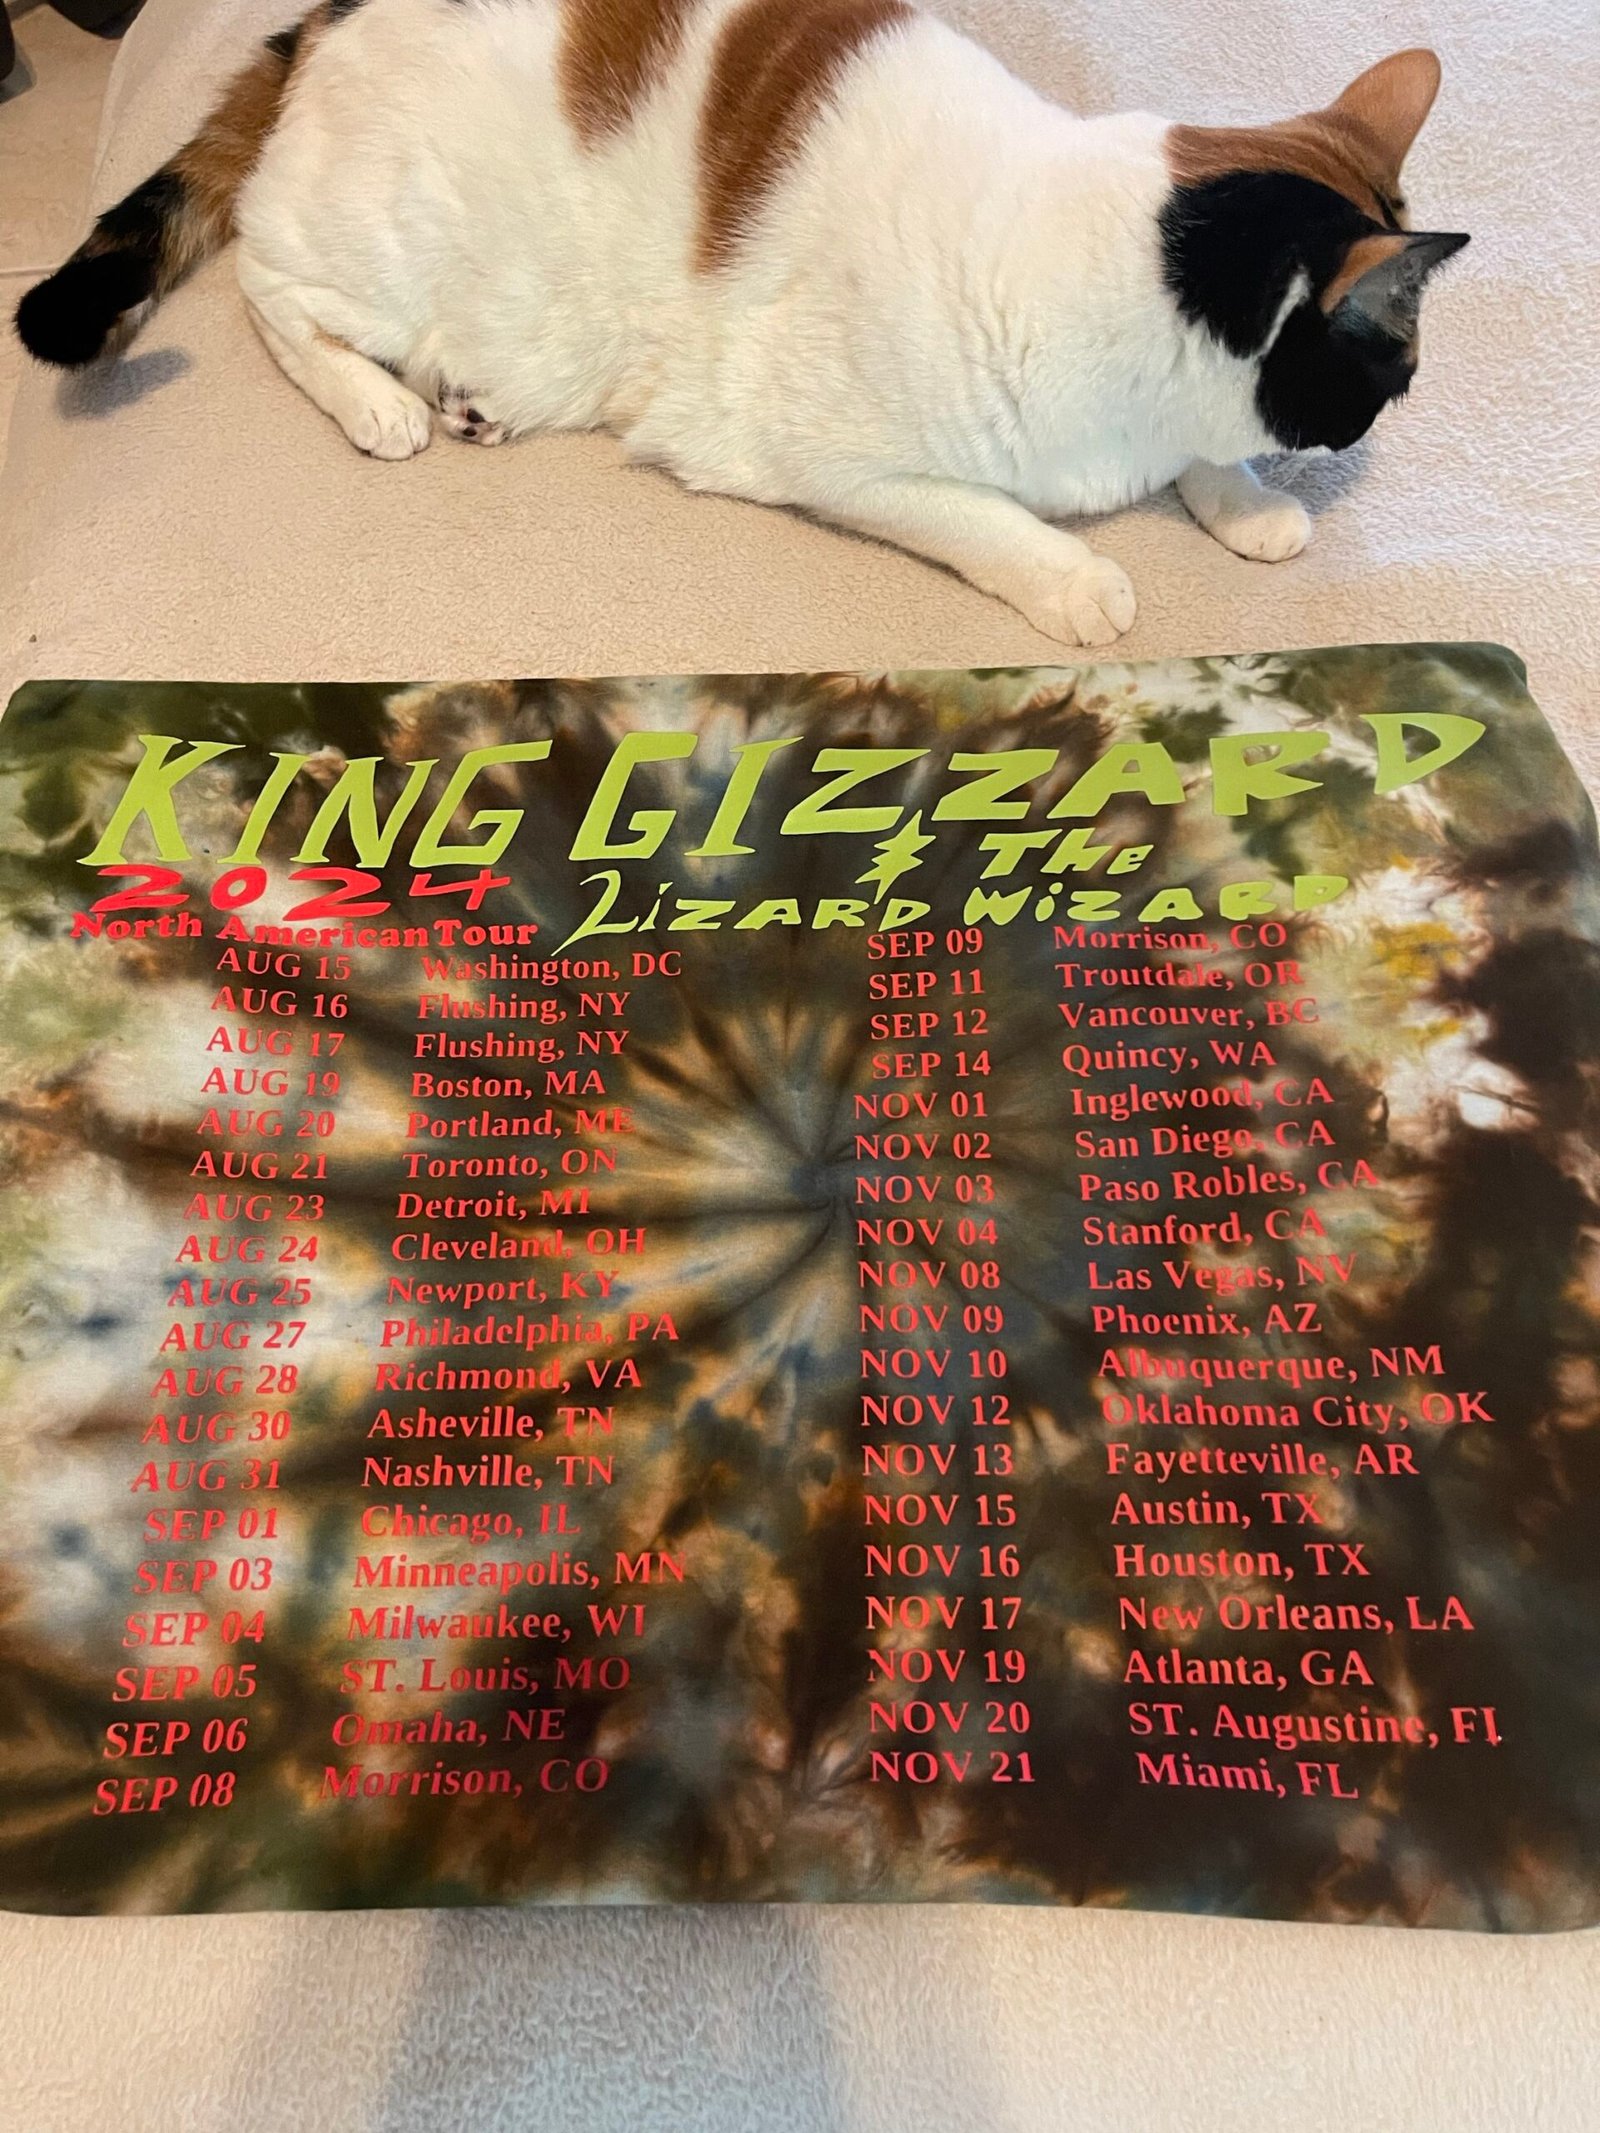 KING GIZZARD
& The
2024 Lizard Wizard
North American Tour
AUG 15 Washington, DC
AUG 16 Flushing, NY
AUG 17 Flushing, NY
AUG 19 Boston, MA
AUG 20 Portland, ME
AUG 21 Toronto, ON
AUG 23 Detroit, MI
AUG 24 Cleveland, OH
AUG 25 Newport, KY
AUG 27 Philadelphia, PA
AUG 28 Richmond, VA
AUG 30 Asheville, TN
AUG 31 Nashville, TN
SEP 01 Chicago, IL
SEP 03 Minneapolis, MN
SEP 04 Milwaukee, WI
SEP 05 ST. Louis, MO
SEP 06 Omaha, NE
SEP 08 Morrison, CO
SEP 09 Morrison, CO
SEP 11 Troutdale, OR
SEP 12 Vancouver, BC
SEP 14 Quincy, WA
NOV 01 Inglewood, CA
NOV 02 San Diego, CA
NOV 03 Paso Robles, CA
NOV 04 Stanford, CA
NOV 08 Las Vegas, NV
NOV 09 Phoenix, AZ
NOV 10 Albuquerque, NM
NOV 12 Oklahoma City, OK
NOV 13 Fayetteville, AR
NOV 15 Austin, TX
NOV 16 Houston, TX
NOV 17 New Orleans, LA
NOV 19 Atlanta, GA
NOV 20 ST. Augustine, FL
NOV 21 Miami, FL